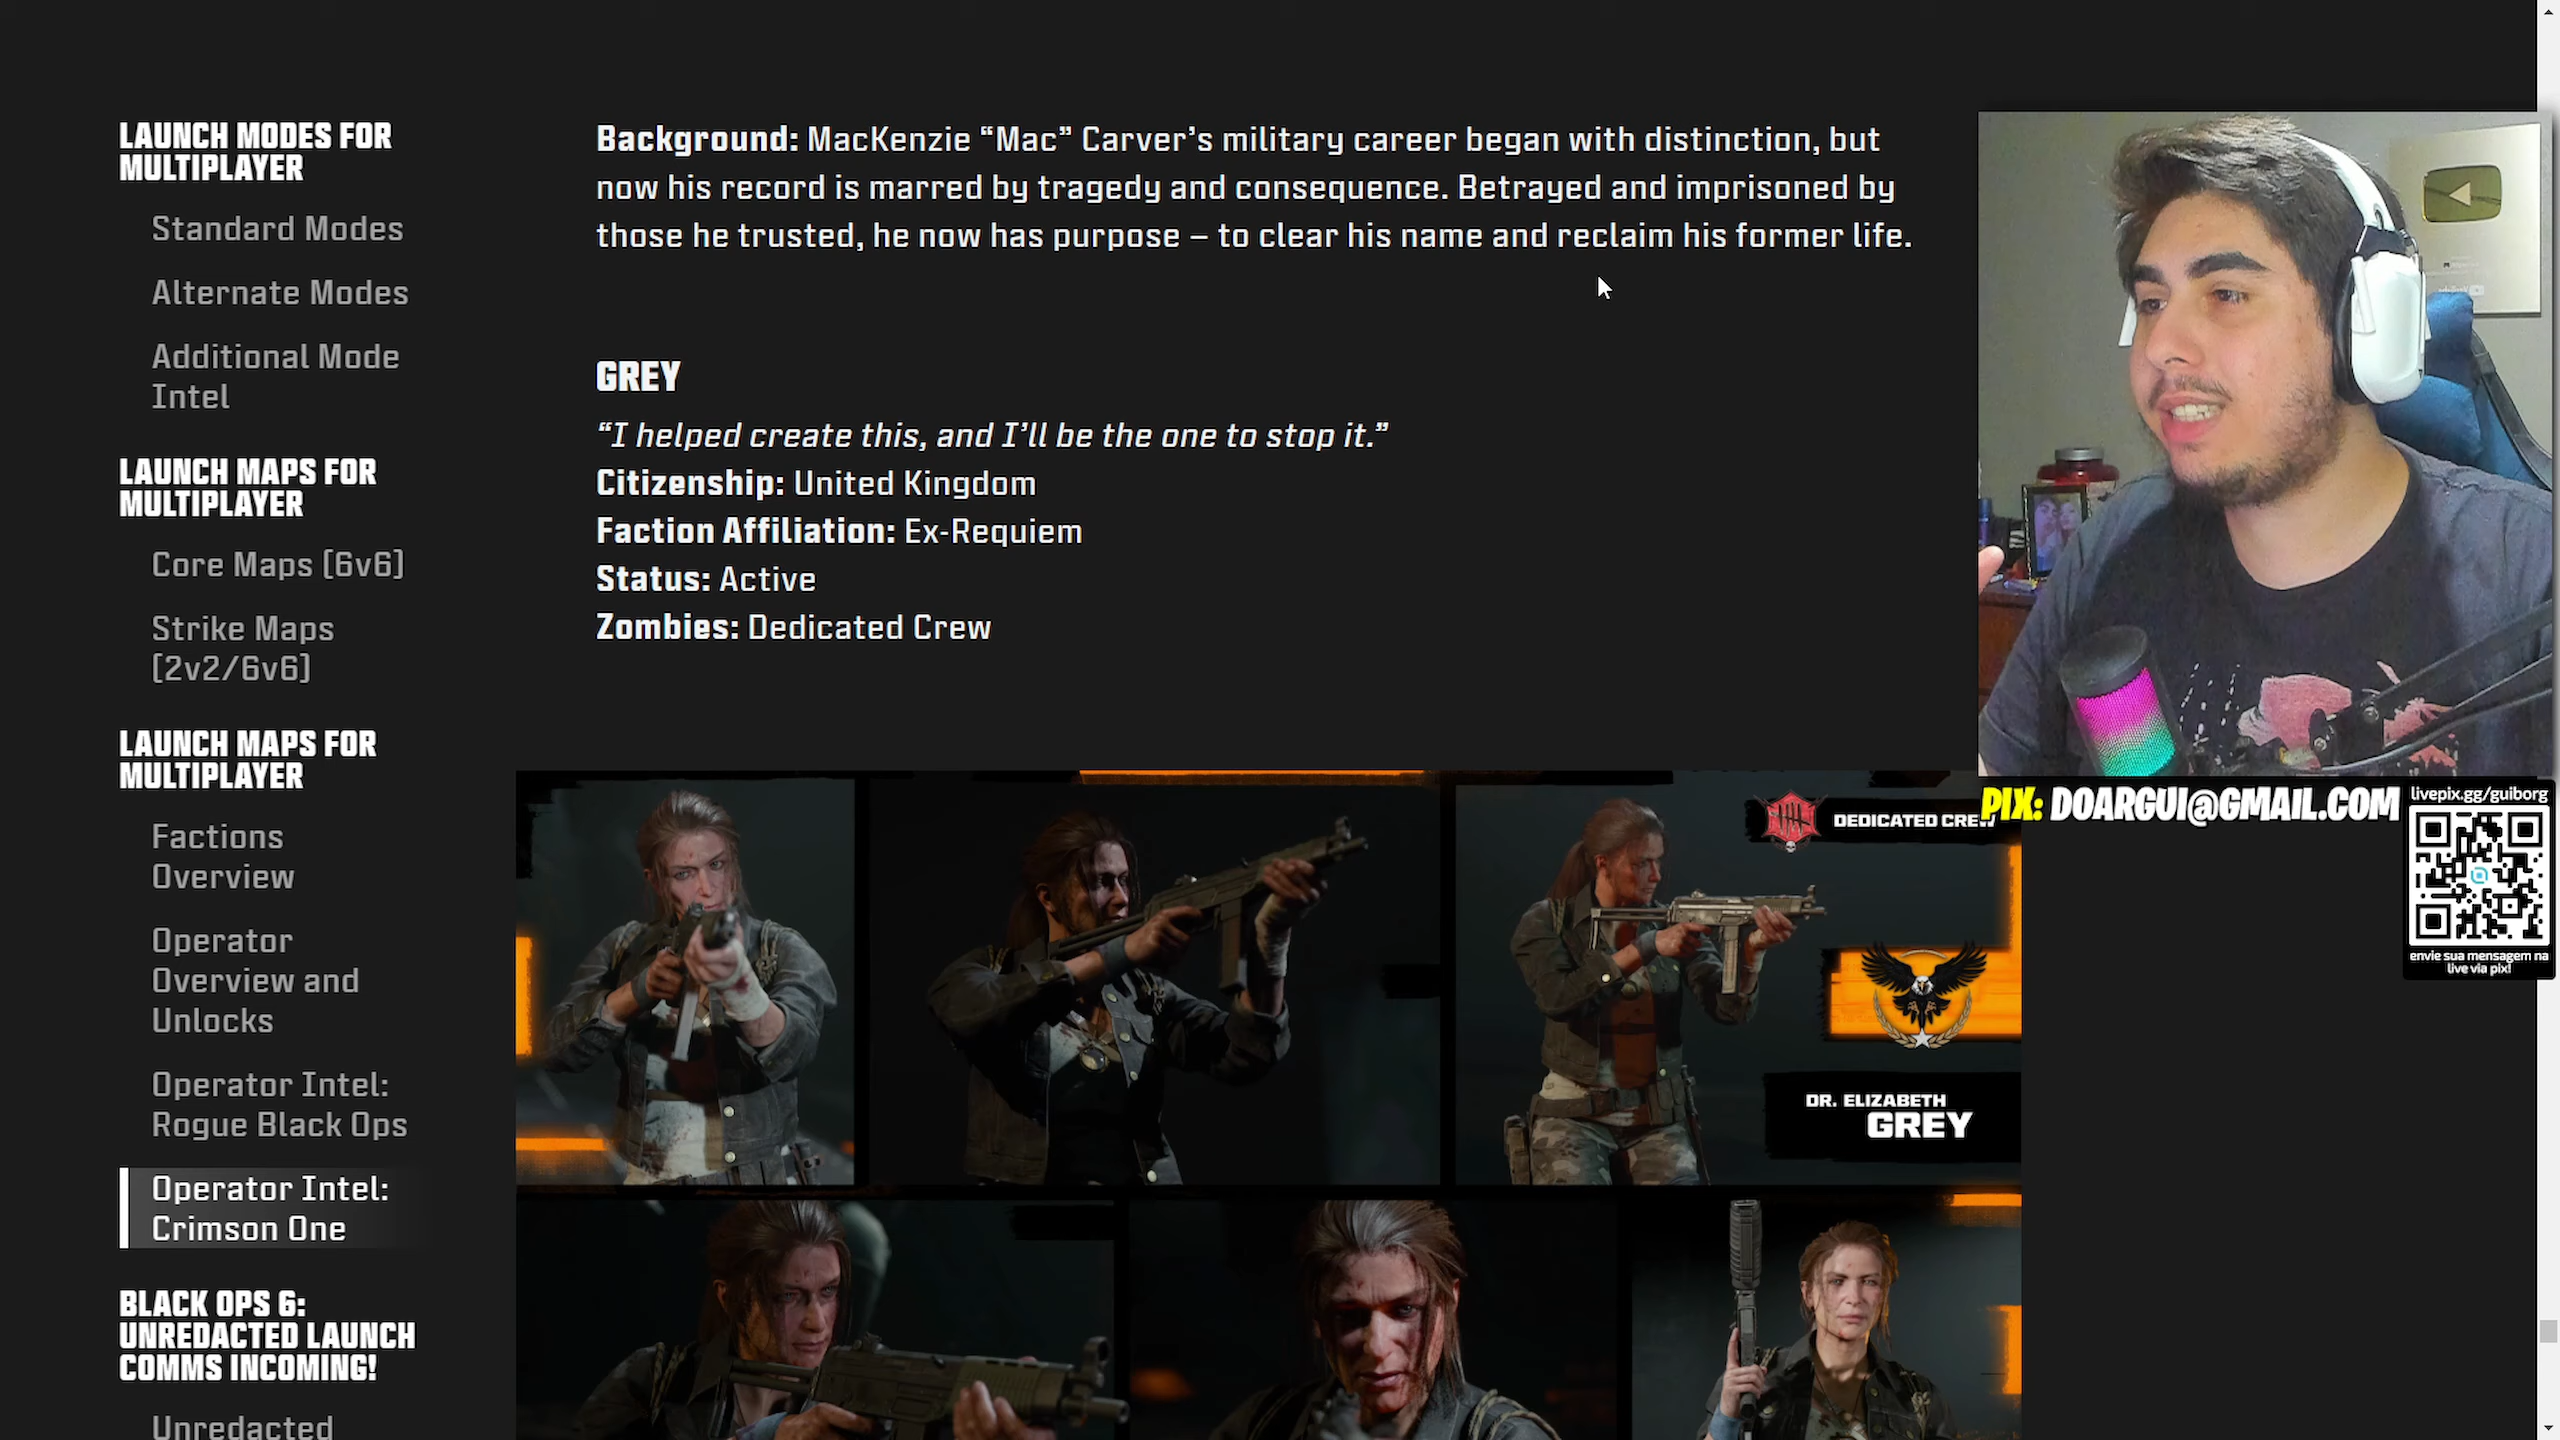 LAUNCH MODES FOR
MULTIPLAYER
Standard Modes
Alternate Modes
Additional Mode
Intel
LAUNCH MAPS FOR
MULTIPLAYER
Core Maps [6v6]
Strike Maps
[2v2/6v6]
LAUNCH MAPS FOR
MULTIPLAYER
Factions
Overview
Operator
Overview and
Unlocks
Operator Intel:
Rogue Black Ops
Operator Intel:
Crimson One
BLACK OPS 6:
UNREDACTED LAUNCH
COMMS INCOMING!
Unredacted
Background: MacKenzie “Mac” Carver’s military career began with distinction, but
now his record is marred by tragedy and consequence. Betrayed and imprisoned by
those he trusted, he now has purpose – to clear his name and reclaim his former life.
GREY
“I helped create this, and I’ll be the one to stop it.”
Citizenship: United Kingdom
Faction Affiliation: Ex-Requiem
Status: Active
Zombies: Dedicated Crew
DEDICATED CREW
DR. ELIZABETH
GREY
PIX: DOARGUI@GMAIL.COM
livepix.gg/guiborg
envie sua mensagem na
live via pix!